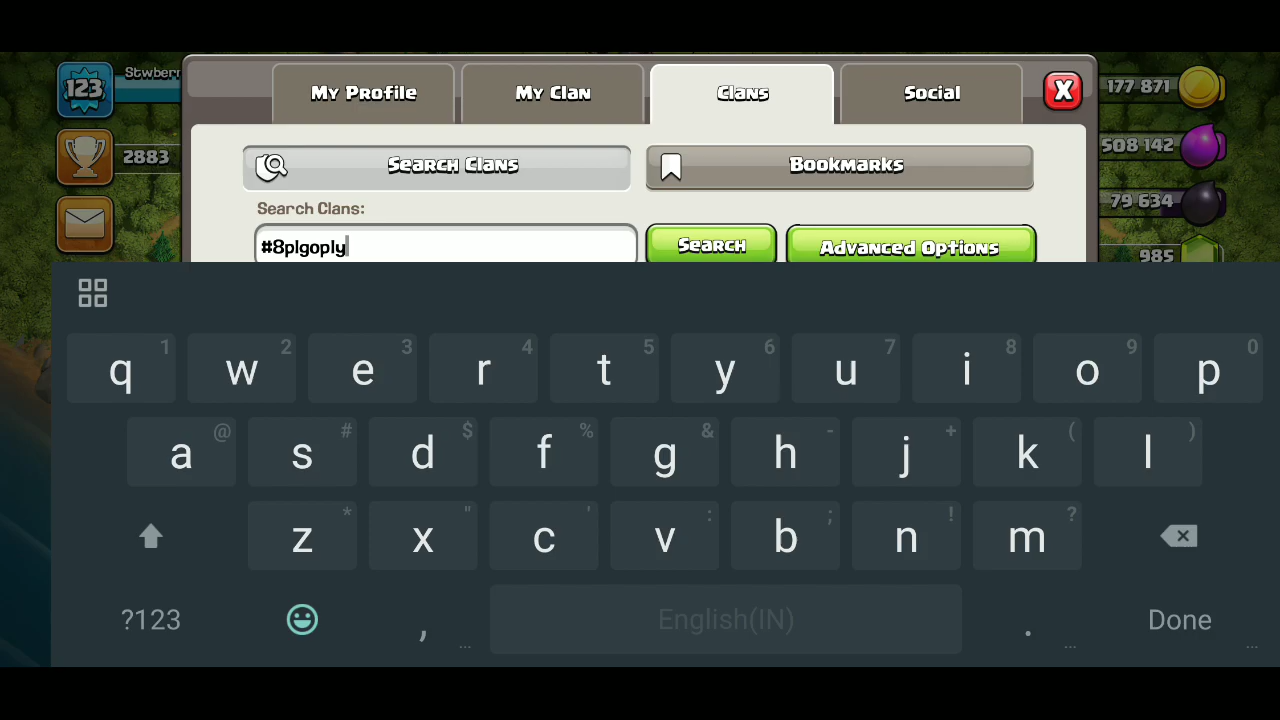 123 Stwberr
My Profile My Clan Clans Social X
177 871
2883
Search Clans Bookmarks
508 142
Search Clans:
79 634
#8plgoply Search Advanced Options
985
q 1 w 2 e 3 r 4 t 5 y 6 u 7 i 8 o 9 p 0
a @ s # d $ f % g & h - j + k ( l )
z * x " c ' v : b ; n ! m ?
?123 , ... English(IN) . ... Done ...